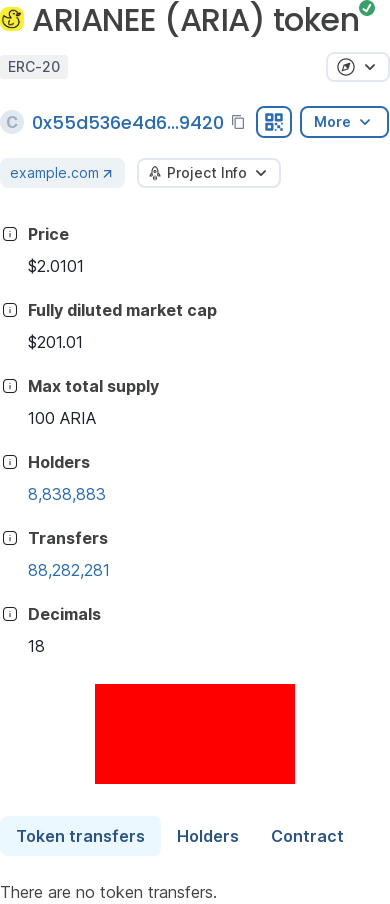 ARIANEE (ARIA) token
ERC-20
C 0x55d536e4d6...9420 More
example.com Project Info
Price
$2.0101
Fully diluted market cap
$201.01
Max total supply
100 ARIA
Holders
8,838,883
Transfers
88,282,281
Decimals
18
Token transfers Holders Contract
There are no token transfers.